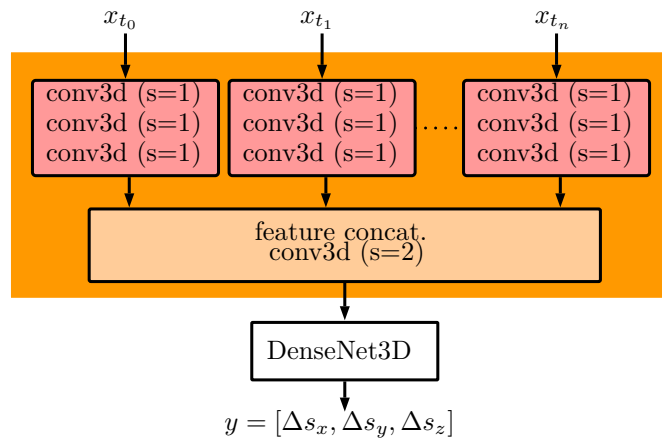 x_{t_0} x_{t_1} x_{t_n}
conv3d (s=1) conv3d (s=1) conv3d (s=1)
conv3d (s=1) conv3d (s=1) ..... conv3d (s=1)
conv3d (s=1) conv3d (s=1) conv3d (s=1)
feature concat.
conv3d (s=2)
DenseNet3D
y = [Δs_x, Δs_y, Δs_z]